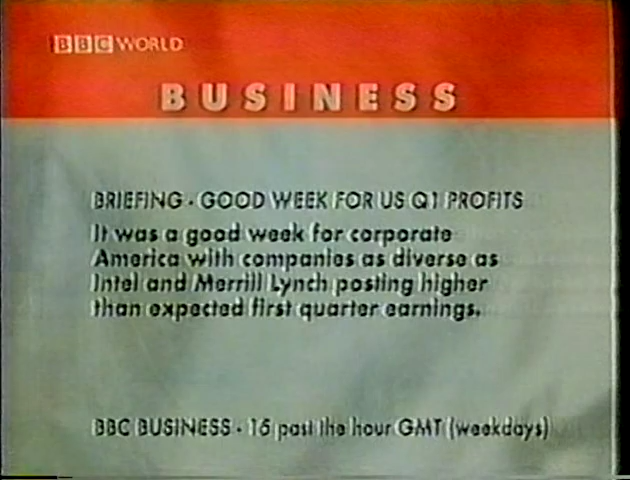 BBC WORLD
BUSINESS
BRIEFING - GOOD WEEK FOR US Q1 PROFITS
It was a good week for corporate
America with companies as diverse as
Intel and Merrill Lynch posting higher
than expected first quarter earnings.
BBC BUSINESS - 15 past the hour GMT (weekdays)